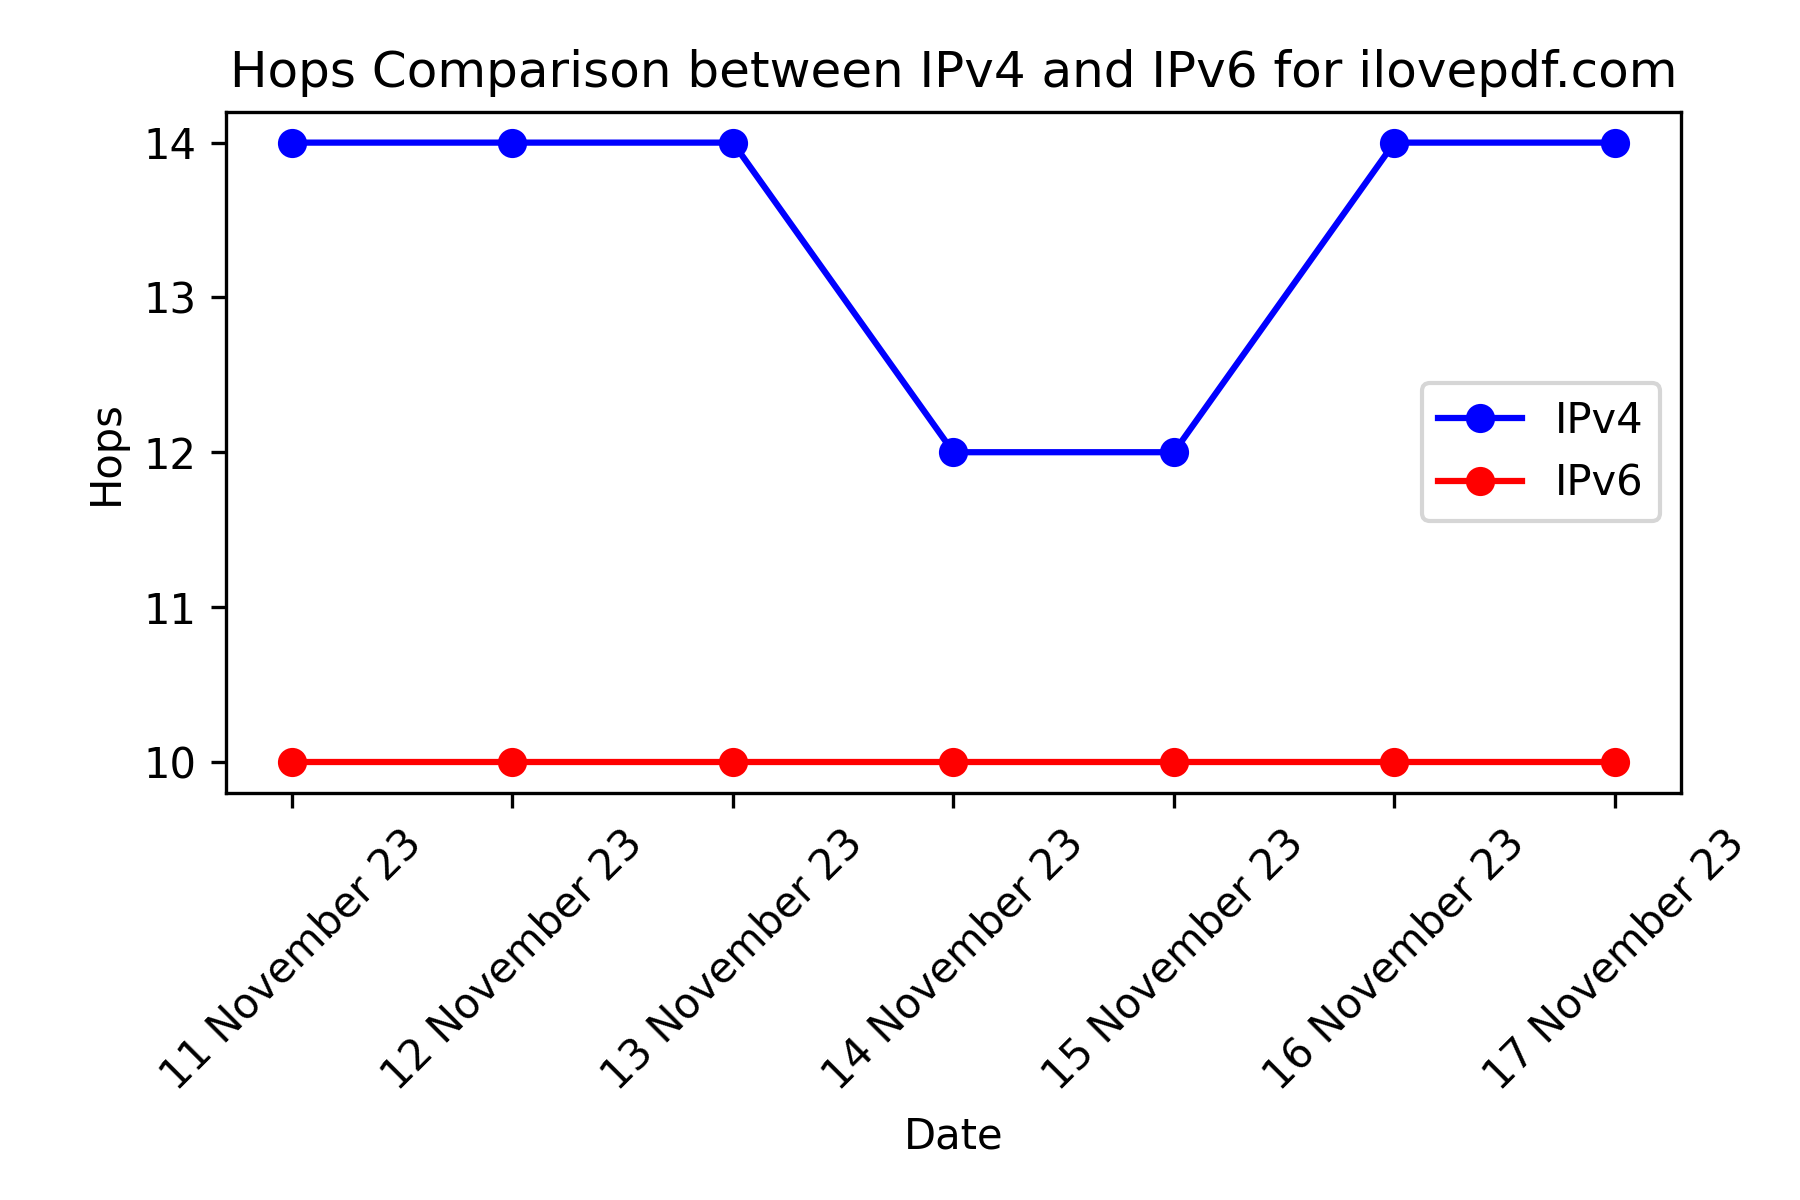 Hops Comparison between IPv4 and IPv6 for ilovepdf.com
14
13
12
11
10
Hops
IPv4
IPv6
11 November 23
12 November 23
13 November 23
14 November 23
15 November 23
16 November 23
17 November 23
Date